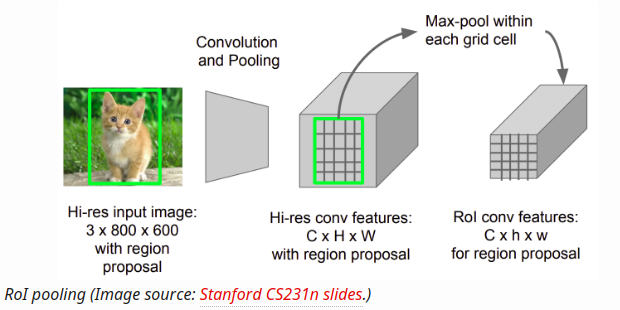 Convolution
and Pooling
Max-pool within
each grid cell
Hi-res input image:
3 x 800 x 600
with region
proposal
Hi-res conv features:
C x H x W
with region proposal
RoI conv features:
C x h x w
for region proposal
RoI pooling (Image source: Stanford CS231n slides.)